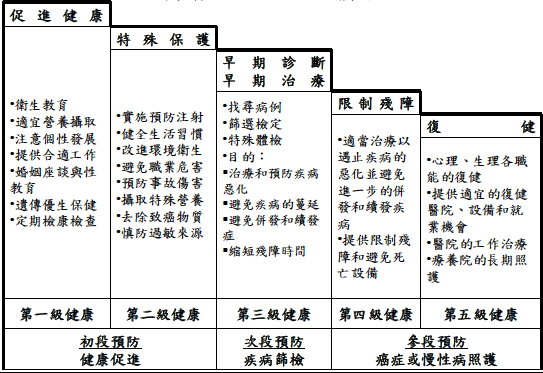 促進健康
•衛生教育
•適宜營養攝取
•注意個性發展
•提供合適工作
•婚姻座談與性
教育
•遺傳優生保健
•定期檢康檢查
特殊保護
•實施預防注射
•健全生活習慣
•改進環境衛生
•避免職業危害
•預防事故傷害
•攝取特殊營養
•去除致癌物質
•慎防過敏來源
早期診斷
早期治療
•找尋病例
•篩選檢定
•特殊體檢
•目的：
▪治療和預防疾病
惡化
▪避免疾病的蔓延
▪避免併發和續發
症
▪縮短殘障時間
限制殘障
•適當治療以
遏止疾病的
惡化並避免
進一步的併
發和續發疾
病
•提供限制殘
障和避免死
亡設備
復健
•心理、生理各職
能的復健
•提供適宜的復健
醫院、設備和就
業機會
•醫院的工作治療
•療養院的長期照
護
第一級健康
第二級健康
第三級健康
第四級健康
第五級健康
初段預防
健康促進
次段預防
疾病篩檢
參段預防
癌症或慢性病照護